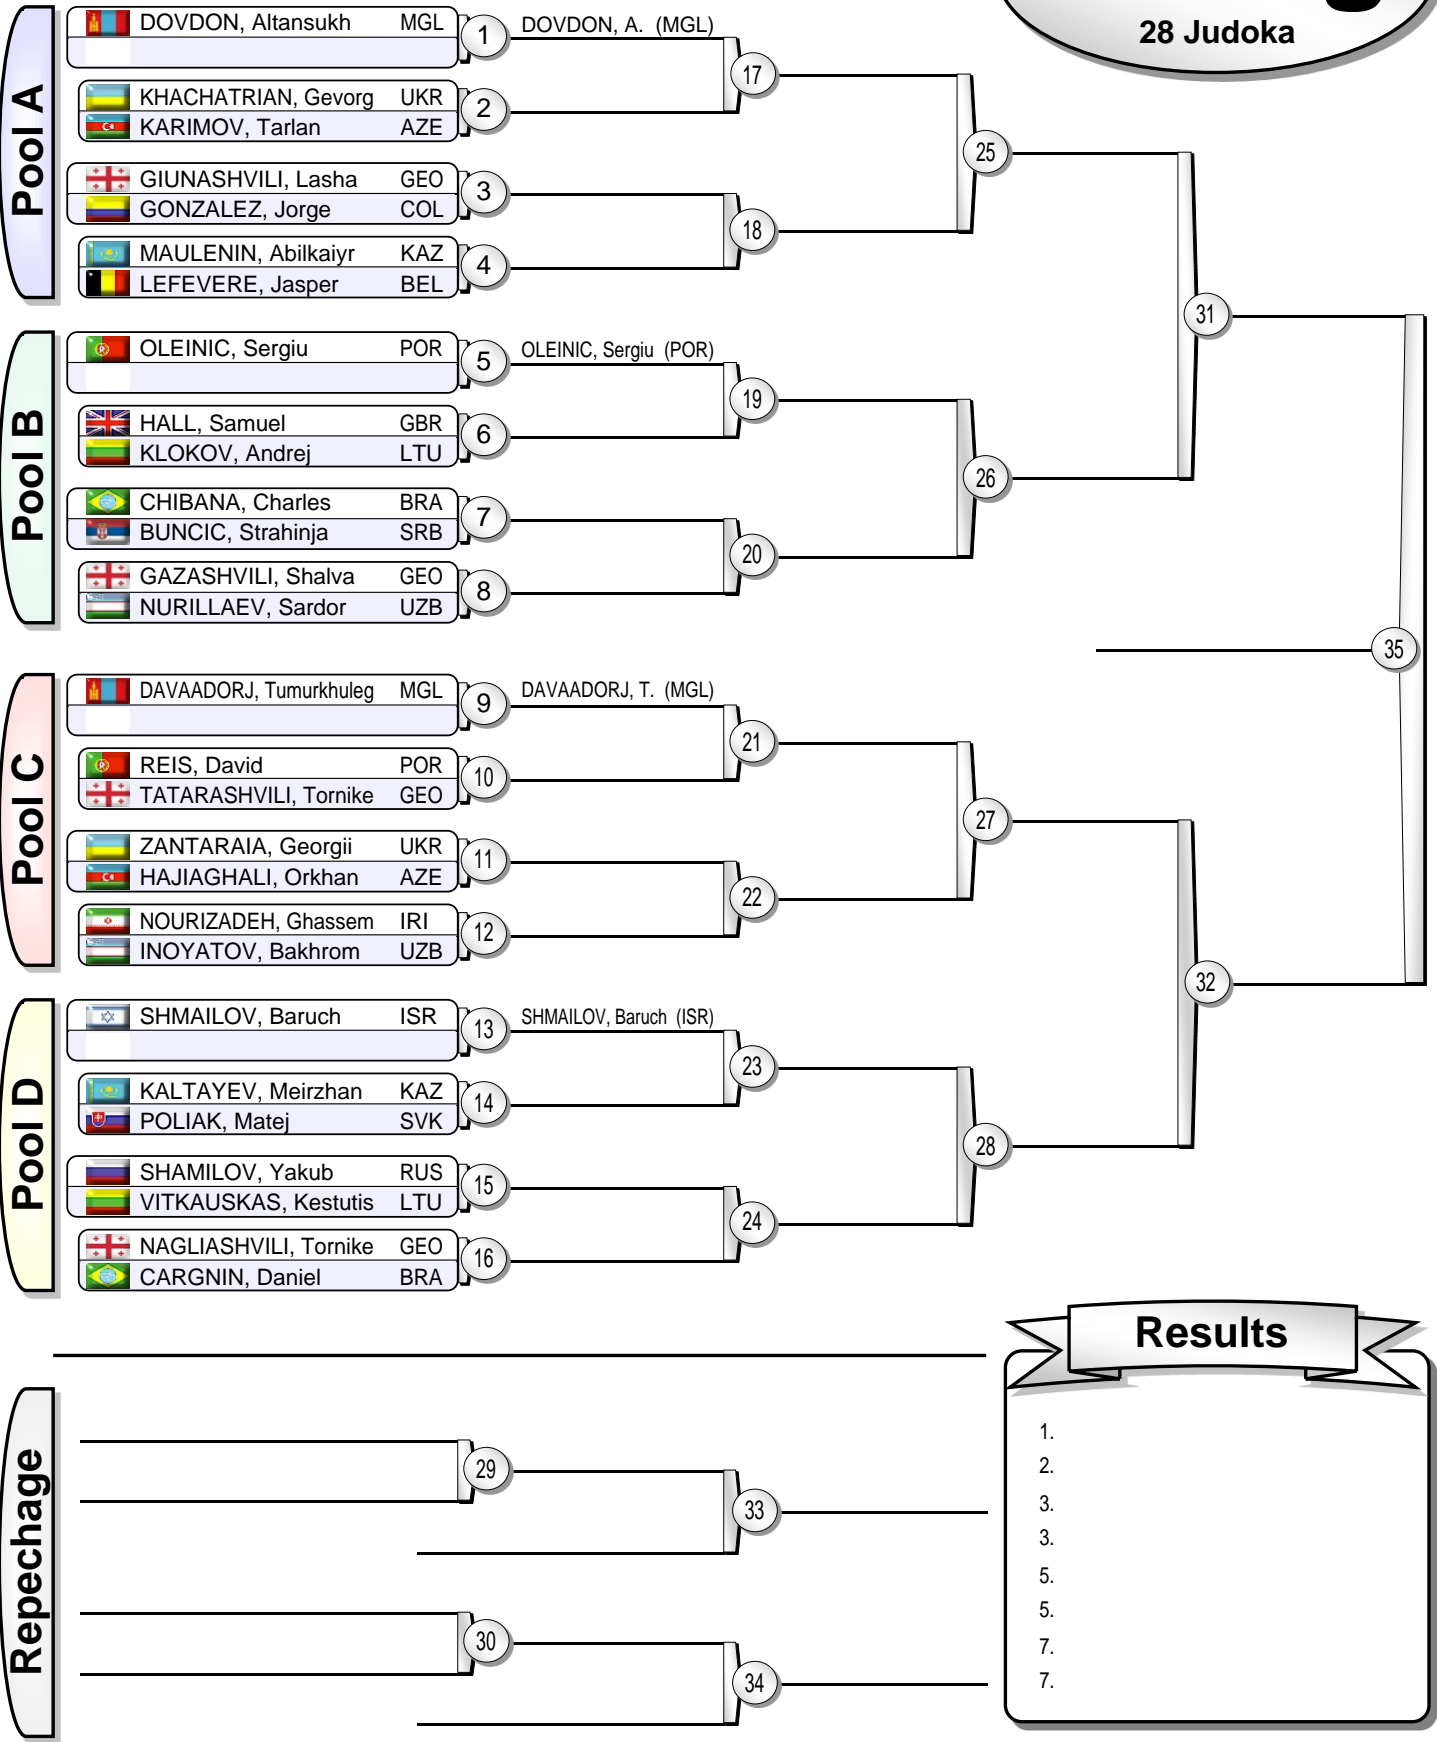 28 Judoka
Pool A
DOVDON, Altansukh MGL
1
DOVDON, A. (MGL)
17
KHACHATRIAN, Gevorg UKR
2
KARIMOV, Tarlan AZE
25
GIUNASHVILI, Lasha GEO
3
GONZALEZ, Jorge COL
18
MAULENIN, Abilkaiyr KAZ
4
LEFEVERE, Jasper BEL
31
Pool B
OLEINIC, Sergiu POR
5
OLEINIC, Sergiu (POR)
19
HALL, Samuel GBR
6
KLOKOV, Andrej LTU
26
CHIBANA, Charles BRA
7
BUNCIC, Strahinja SRB
20
GAZASHVILI, Shalva GEO
8
NURILLAEV, Sardor UZB
35
Pool C
DAVAADORJ, Tumurkhuleg MGL
9
DAVAADORJ, T. (MGL)
21
REIS, David POR
10
TATARASHVILI, Tornike GEO
27
ZANTARAIA, Georgii UKR
11
HAJIAGHALI, Orkhan AZE
22
NOURIZADEH, Ghassem IRI
12
INOYATOV, Bakhrom UZB
32
Pool D
SHMAILOV, Baruch ISR
13
SHMAILOV, Baruch (ISR)
23
KALTAYEV, Meirzhan KAZ
14
POLIAK, Matej SVK
28
SHAMILOV, Yakub RUS
15
VITKAUSKAS, Kestutis LTU
24
NAGLIASHVILI, Tornike GEO
16
CARGNIN, Daniel BRA
Repechage
29
33
30
34
Results
1.
2.
3.
3.
5.
5.
7.
7.